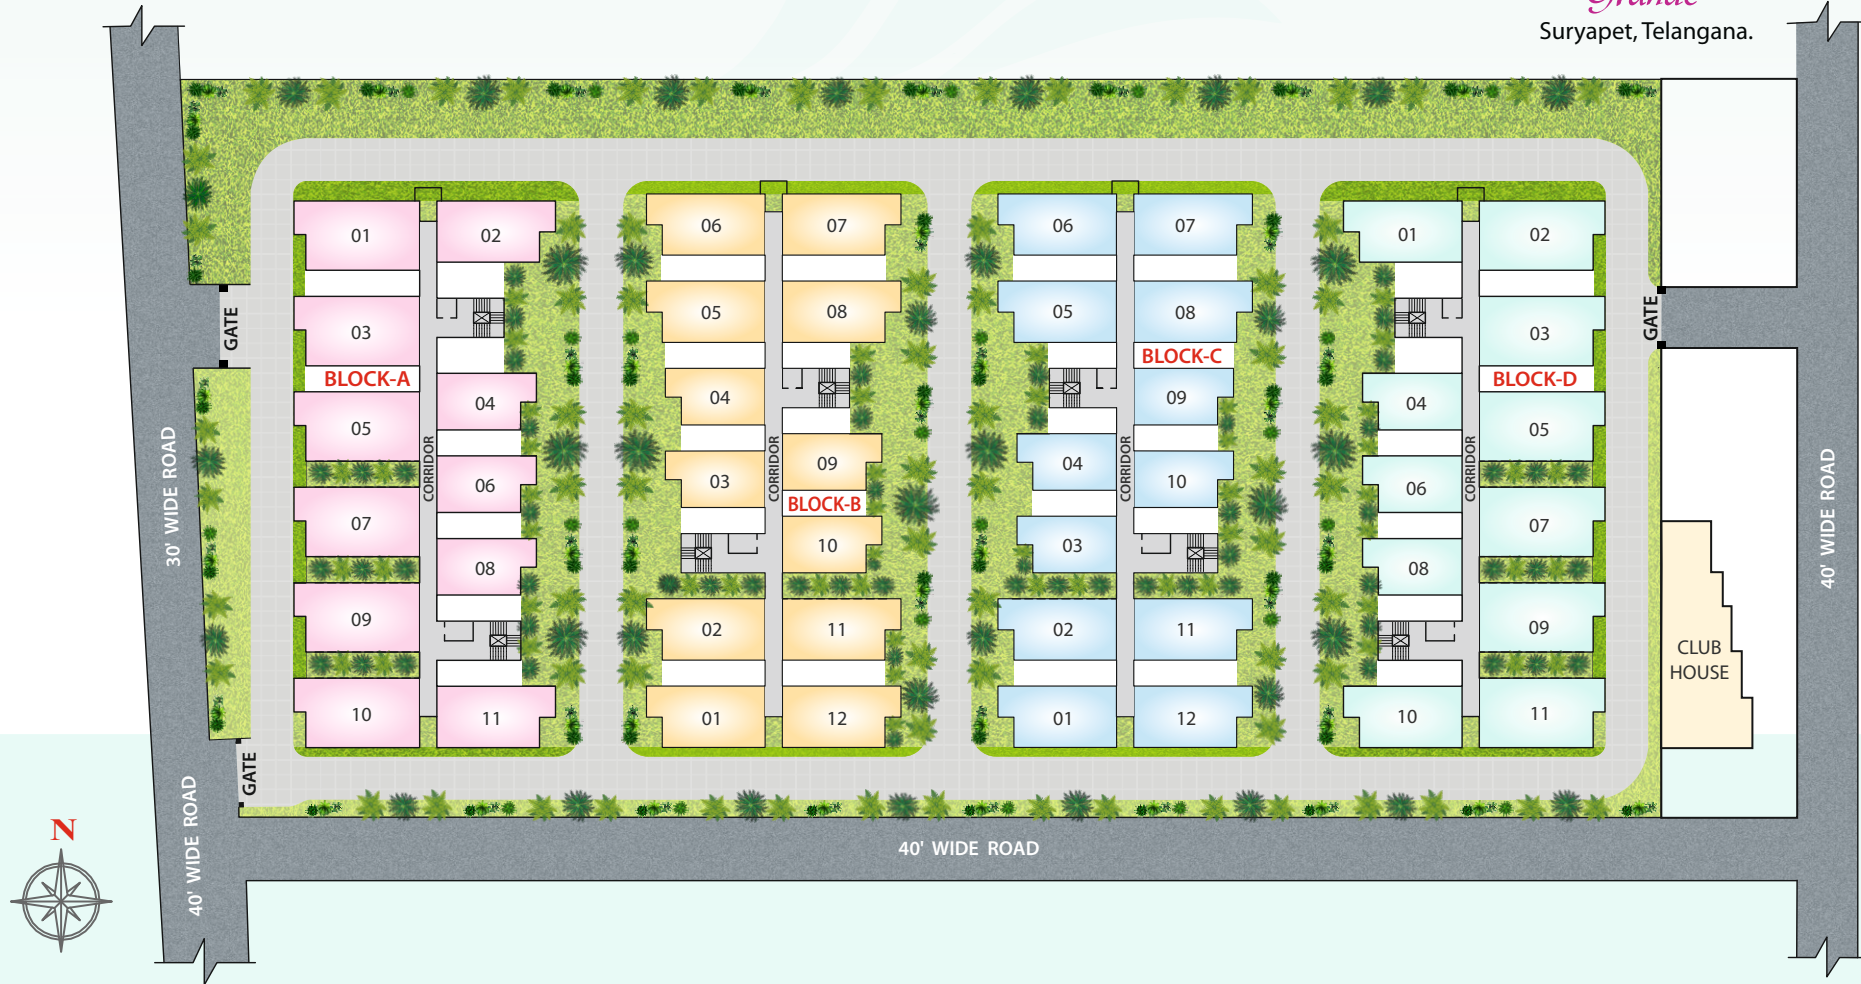 Grande
Suryapet, Telangana.
30' WIDE ROAD
40' WIDE ROAD
GATE
GATE
N
BLOCK-A
01
02
03
04
05
06
07
08
09
10
11
CORRIDOR
BLOCK-B
06
07
05
08
04
03
09
10
02
11
01
12
CORRIDOR
BLOCK-C
06
07
05
08
09
04
10
03
02
11
01
12
CORRIDOR
BLOCK-D
01
02
03
04
05
06
07
08
09
10
11
CORRIDOR
GATE
CLUB
HOUSE
40' WIDE ROAD
40' WIDE ROAD